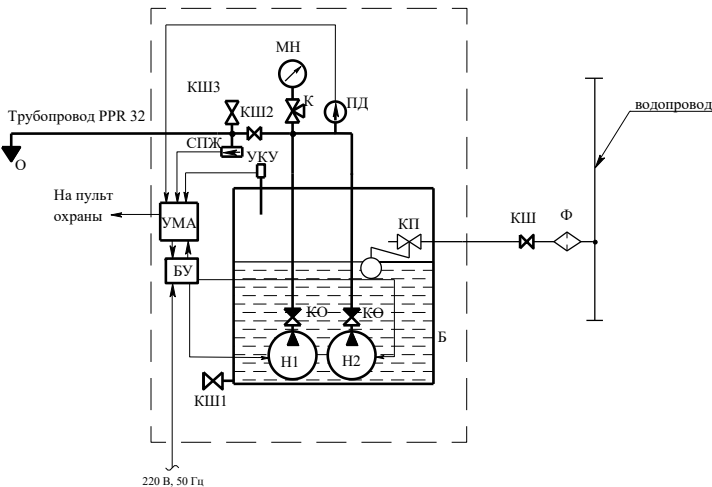 МН
КШ3
К
ПД
КШ2
водопровод
Трубопровод PPR 32
СПЖ
О
УКУ
На пульт
охраны
УМА
КП
КШ
Ф
БУ
КО
КО
Б
Н1
Н2
КШ1
220 В, 50 Гц